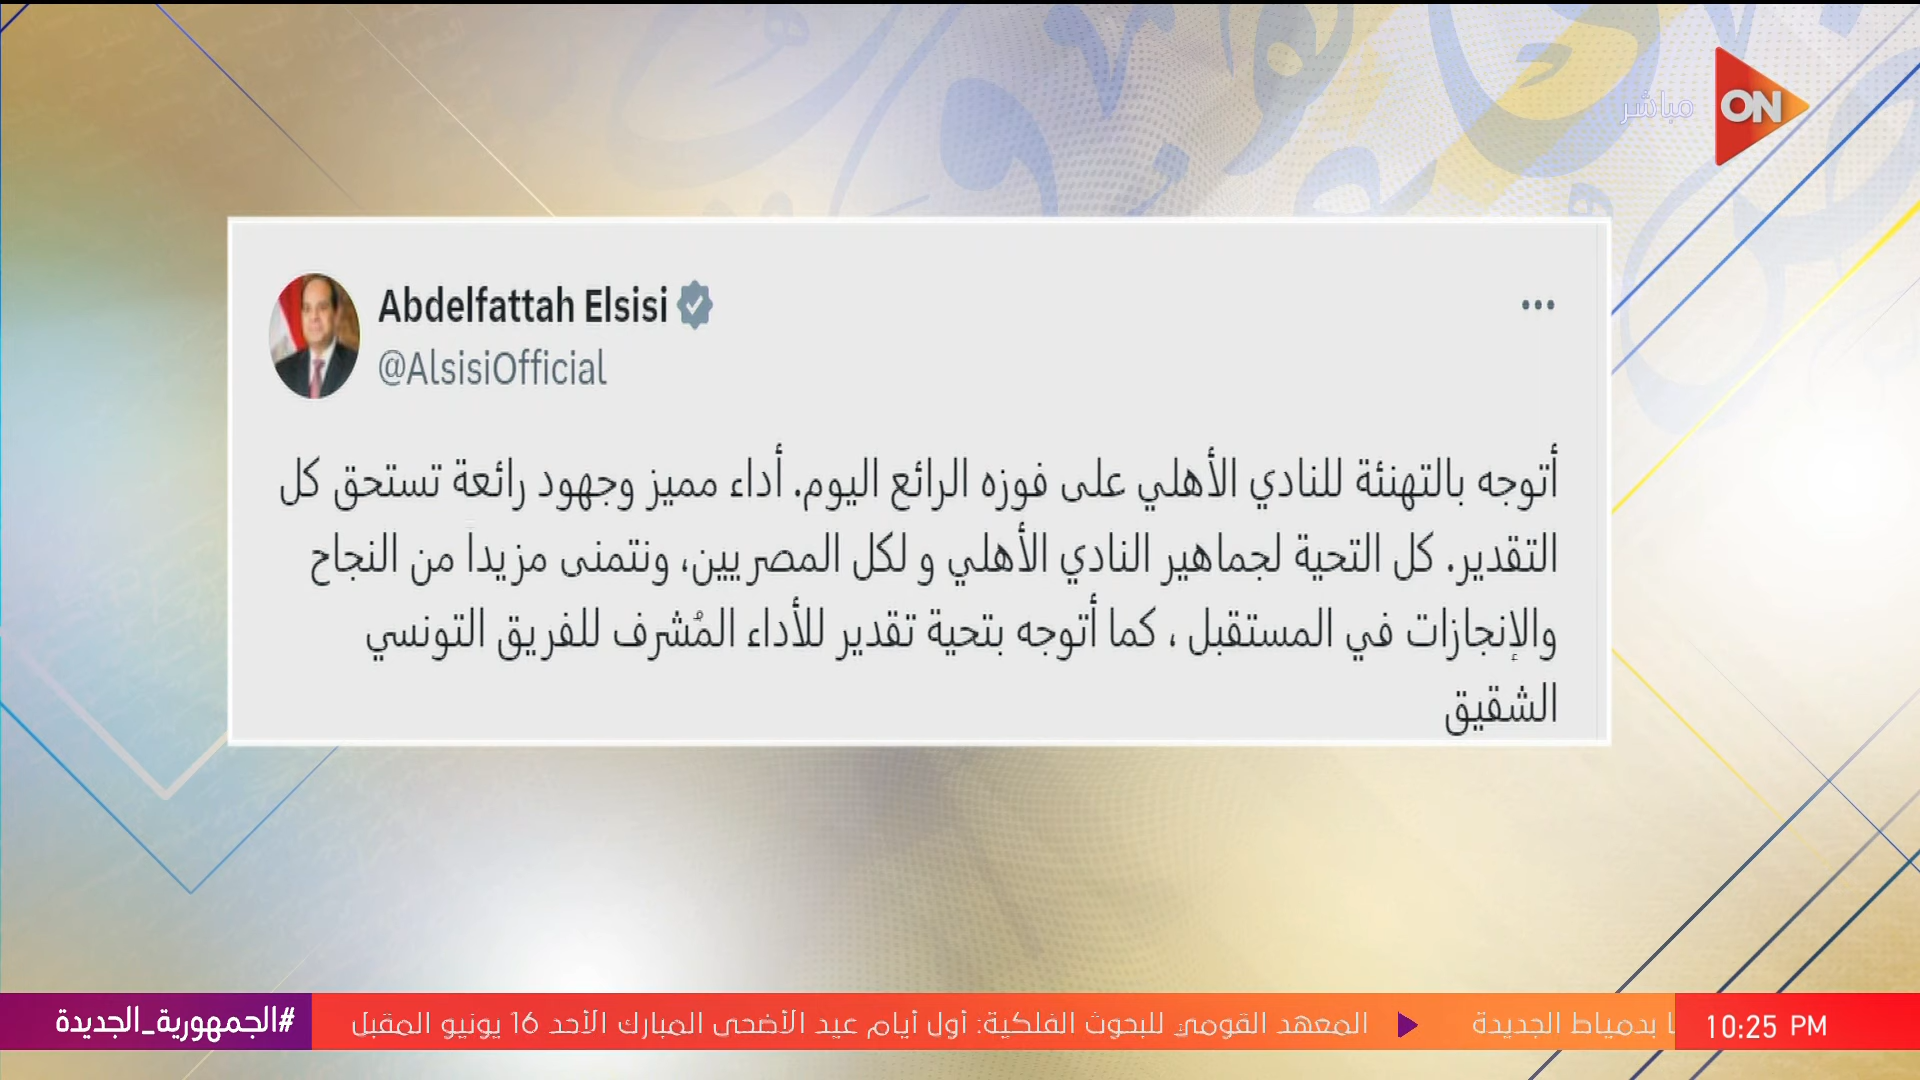 مباشر
ON
Abdelfattah Elsisi
@AlsisiOfficial
أتوجه بالتهنئة للنادي الأهلي على فوزه الرائع اليوم. أداء مميز وجهود رائعة تستحق كل
التقدير. كل التحية لجماهير النادي الأهلي و لكل المصريين، ونتمنى مزيداً من النجاح
والإنجازات في المستقبل ، كما أتوجه بتحية تقدير للأداء المُشرف للفريق التونسي
الشقيق
10:25 PM
بدمياط الجديدة
المعهد القومي للبحوث الفلكية: أول أيام عيد الأضحى المبارك الأحد 16 يونيو المقبل
#الجمهورية_الجديدة